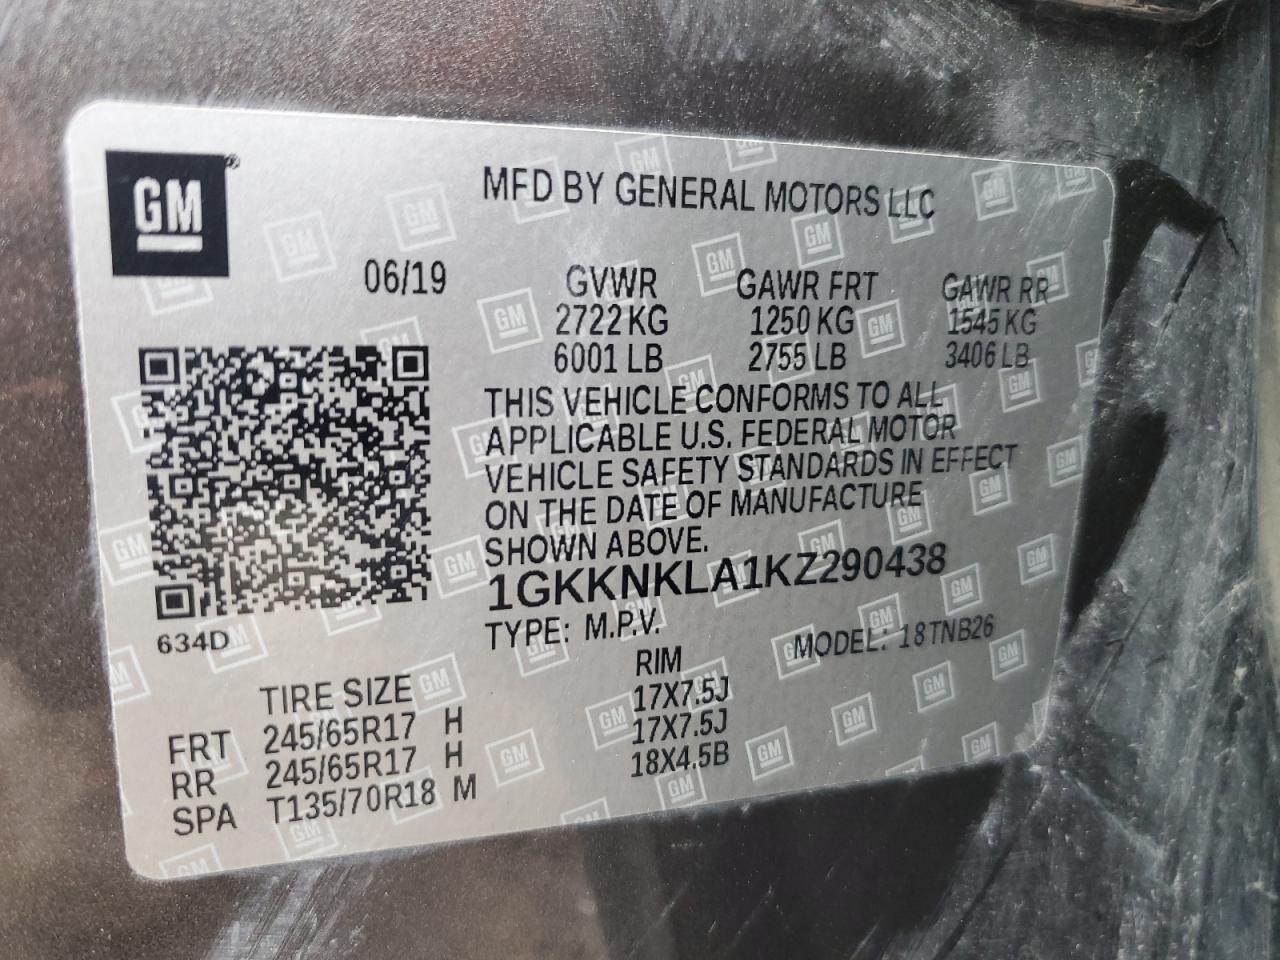 GM®
MFD BY GENERAL MOTORS LLC
06/19 GVWR GAWR FRT GAWR RR
2722 KG 1250 KG 1545 KG
6001 LB 2755 LB 3406 LB
THIS VEHICLE CONFORMS TO ALL
APPLICABLE U.S. FEDERAL MOTOR
VEHICLE SAFETY STANDARDS IN EFFECT
ON THE DATE OF MANUFACTURE
SHOWN ABOVE.
1GKKNKLA1KZ290438
634D
TYPE: M.P.V. MODEL: 18TNB26
TIRE SIZE RIM
FRT 245/65R17 H 17X7.5J
RR 245/65R17 H 17X7.5J
SPA T135/70R18 M 18X4.5B